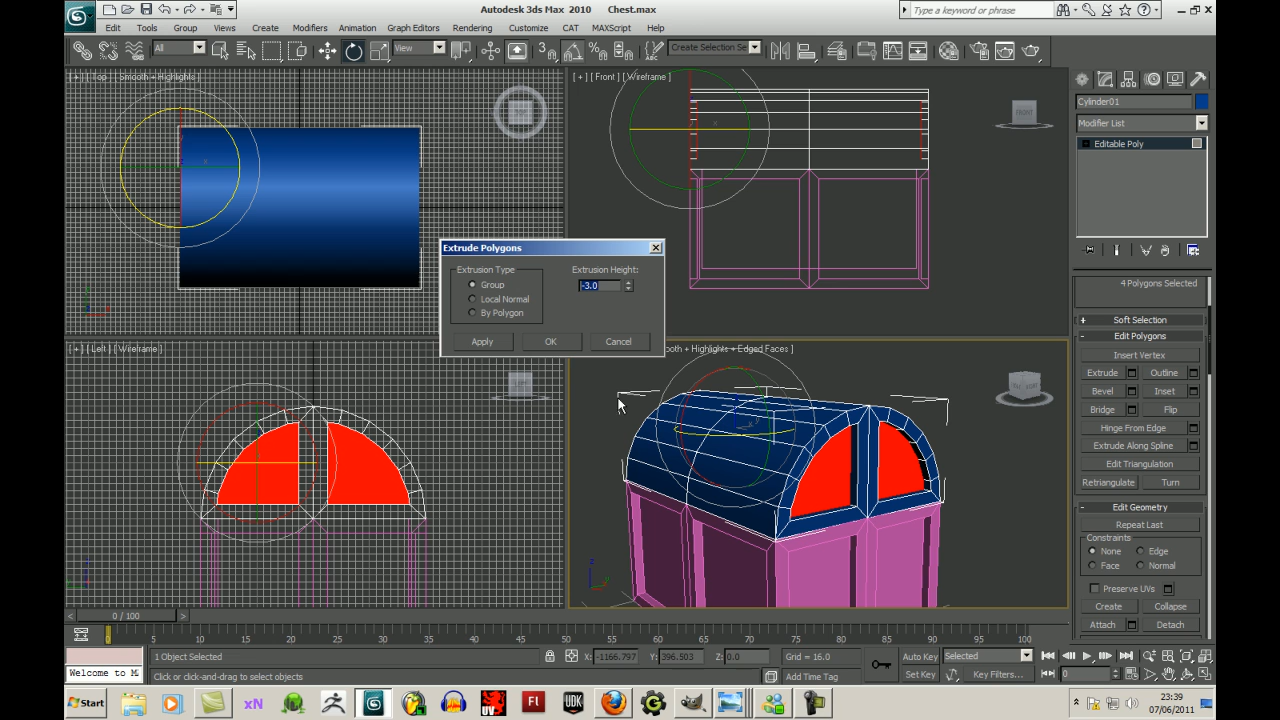 Autodesk 3ds Max 2010 Chest.max
Type a keyword or phrase
Edit Tools Group Views Create Modifiers Animation Graph Editors Rendering Customize CAT MAXScript Help
All View 3 Create Selection Se
[ + ] [ Top ] [ Smooth + Highlights ]
TOP
[ + ] [ Front ] [ Wireframe ]
FRONT
Cylinder01
Modifier List
Editable Poly
Extrude Polygons
Extrusion Type
Group
Local Normal
By Polygon
Extrusion Height:
-3.0
Apply OK Cancel
4 Polygons Selected
+ Soft Selection
- Edit Polygons
Insert Vertex
Extrude Outline
Bevel Inset
Bridge Flip
Hinge From Edge
Extrude Along Spline
Edit Triangulation
Retriangulate Turn
- Edit Geometry
Repeat Last
Constraints
None Edge
Face Normal
Preserve UVs
Create Collapse
Attach Detach
[ + ] [ Left ] [ Wireframe ]
LEFT
ooth + Highlights + Edged Faces ]
< 0 / 100 >
0 5 10 15 20 25 30 35 40 45 50 55 60 65 70 75 80 85 90 95 100
Welcome to M
1 Object Selected
Click or click-and-drag to select objects
X: -1166.797 Y: 396.503 Z: 0.0 Grid = 16.0
Add Time Tag
Auto Key Selected
Set Key Key Filters...
0
Start xN UV Fl UDK
23:39
07/06/2011